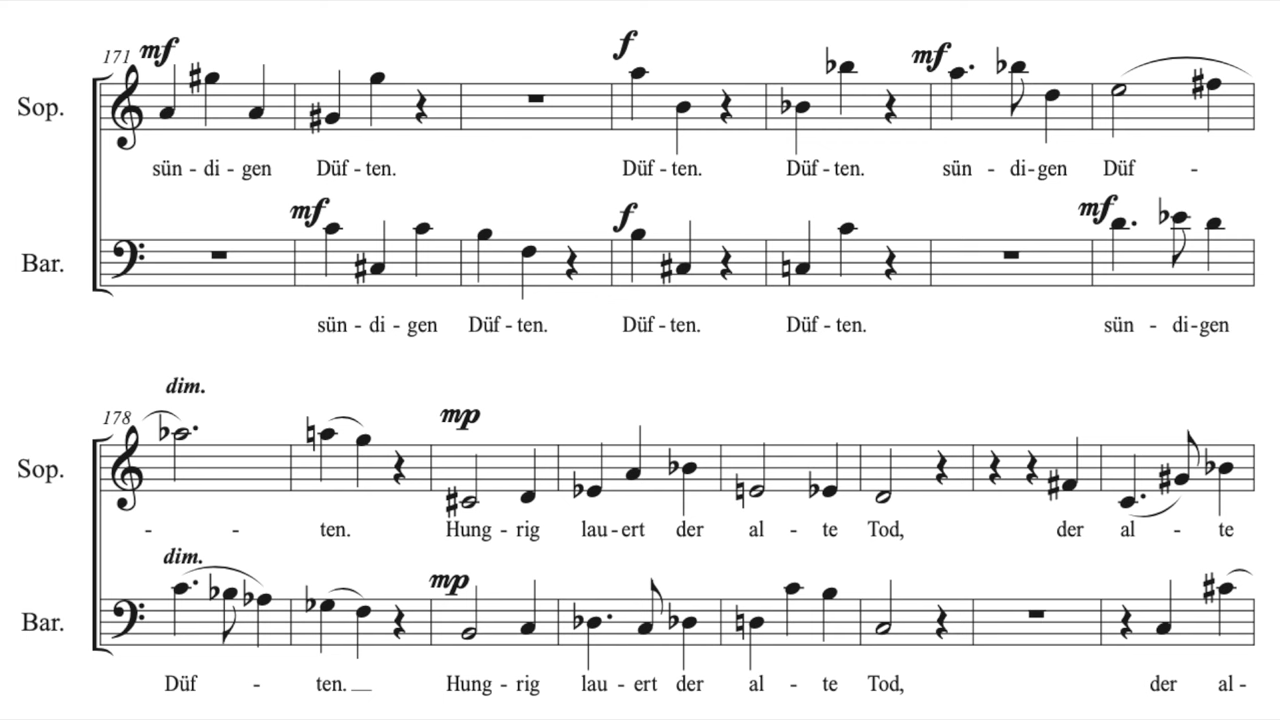 171 mf f mf
Sop.
sün - di - gen Düf - ten. Düf - ten. Düf - ten. sün - di - gen Düf -
mf f mf
Bar.
sün - di - gen Düf - ten. Düf - ten. Düf - ten. sün - di - gen
dim.
178 mp
Sop.
- - ten. Hung - rig lau - ert der al - te Tod, der al - te
dim. mp
Bar.
Düf - ten. Hung - rig lau - ert der al - te Tod, der al -